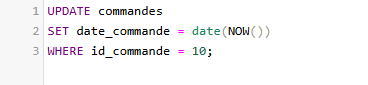 1 UPDATE commandes
2 SET date_commande = date(NOW())
3 WHERE id_commande = 10;